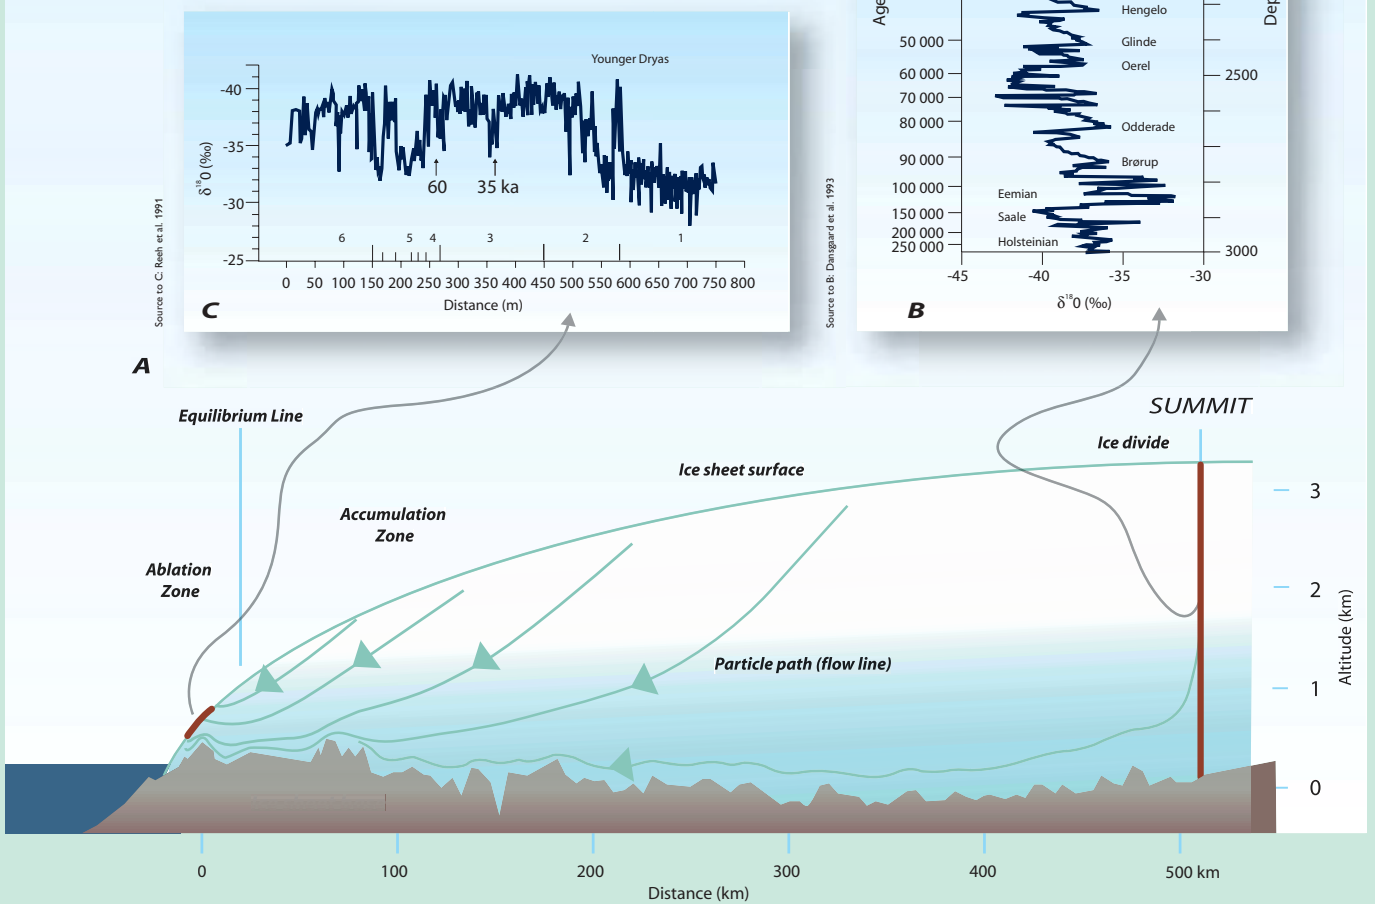 Younger Dryas
-40
-35
-30
-25
δ¹⁸0 (‰)
60
35 ka
6
5
4
3
2
1
0
50
100
150
200
250
300
350
400
450
500
550
600
650
700
750
800
Distance (m)
C
Source to C: Reeh et al. 1991
Age
50 000
60 000
70 000
80 000
90 000
100 000
150 000
200 000
250 000
Hengelo
Glinde
Oerel
Odderade
Brørup
Eemian
Saale
Holsteinian
Dep
2500
3000
-45
-40
-35
-30
δ¹⁸0 (‰)
B
Source to B: Dansgaard et al. 1993
A
Equilibrium Line
SUMMIT
Ice divide
Ice sheet surface
Accumulation
Zone
Ablation
Zone
Particle path (flow line)
3
2
1
0
Altitude (km)
0
100
200
300
400
500 km
Distance (km)